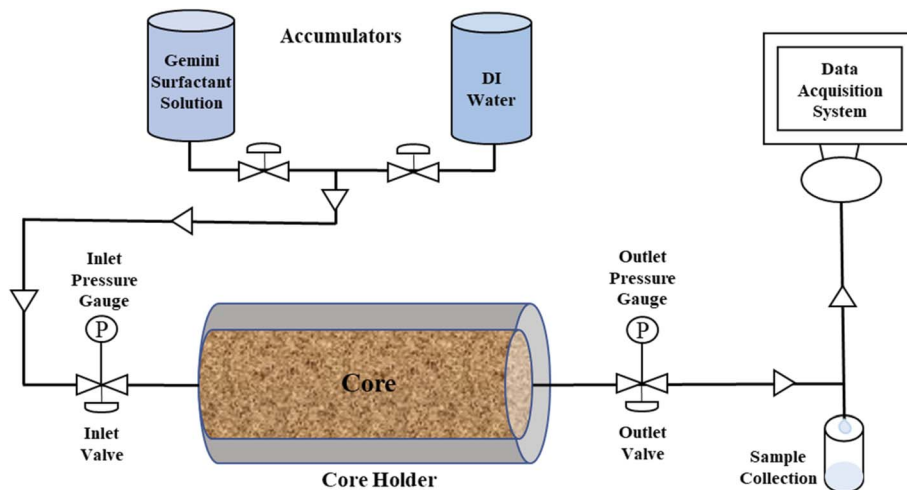 Accumulators
Gemini
Surfactant
Solution
DI
Water
Data
Acquisition
System
Inlet
Pressure
Gauge
P
Outlet
Pressure
Gauge
P
Core
Inlet
Valve
Outlet
Valve
Core Holder
Sample
Collection